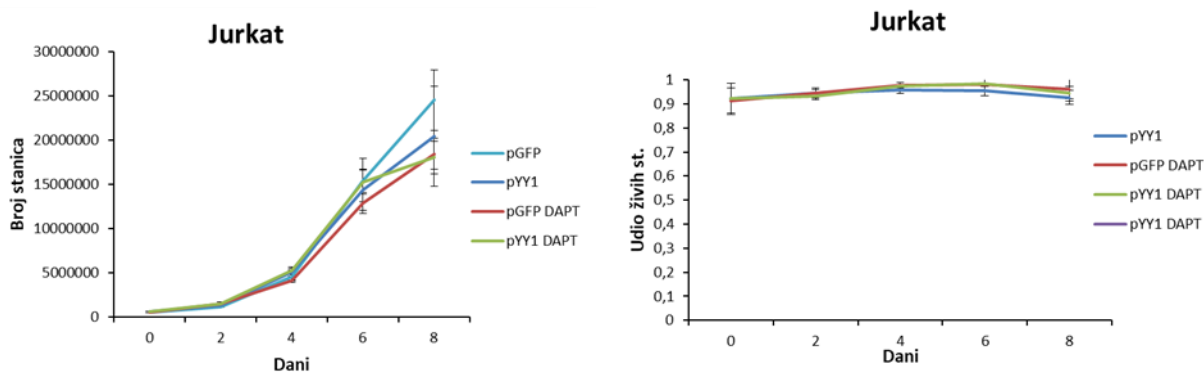 Jurkat
30000000
25000000
20000000
15000000
10000000
5000000
0
0 2 4 6 8
Dani
Broj stanica
pGFP
pYY1
pGFP DAPT
pYY1 DAPT
Jurkat
1
0,9
0,8
0,7
0,6
0,5
0,4
0,3
0,2
0,1
0
0 2 4 6 8
Dani
Udio živih st.
pYY1
pGFP DAPT
pYY1 DAPT
pYY1 DAPT